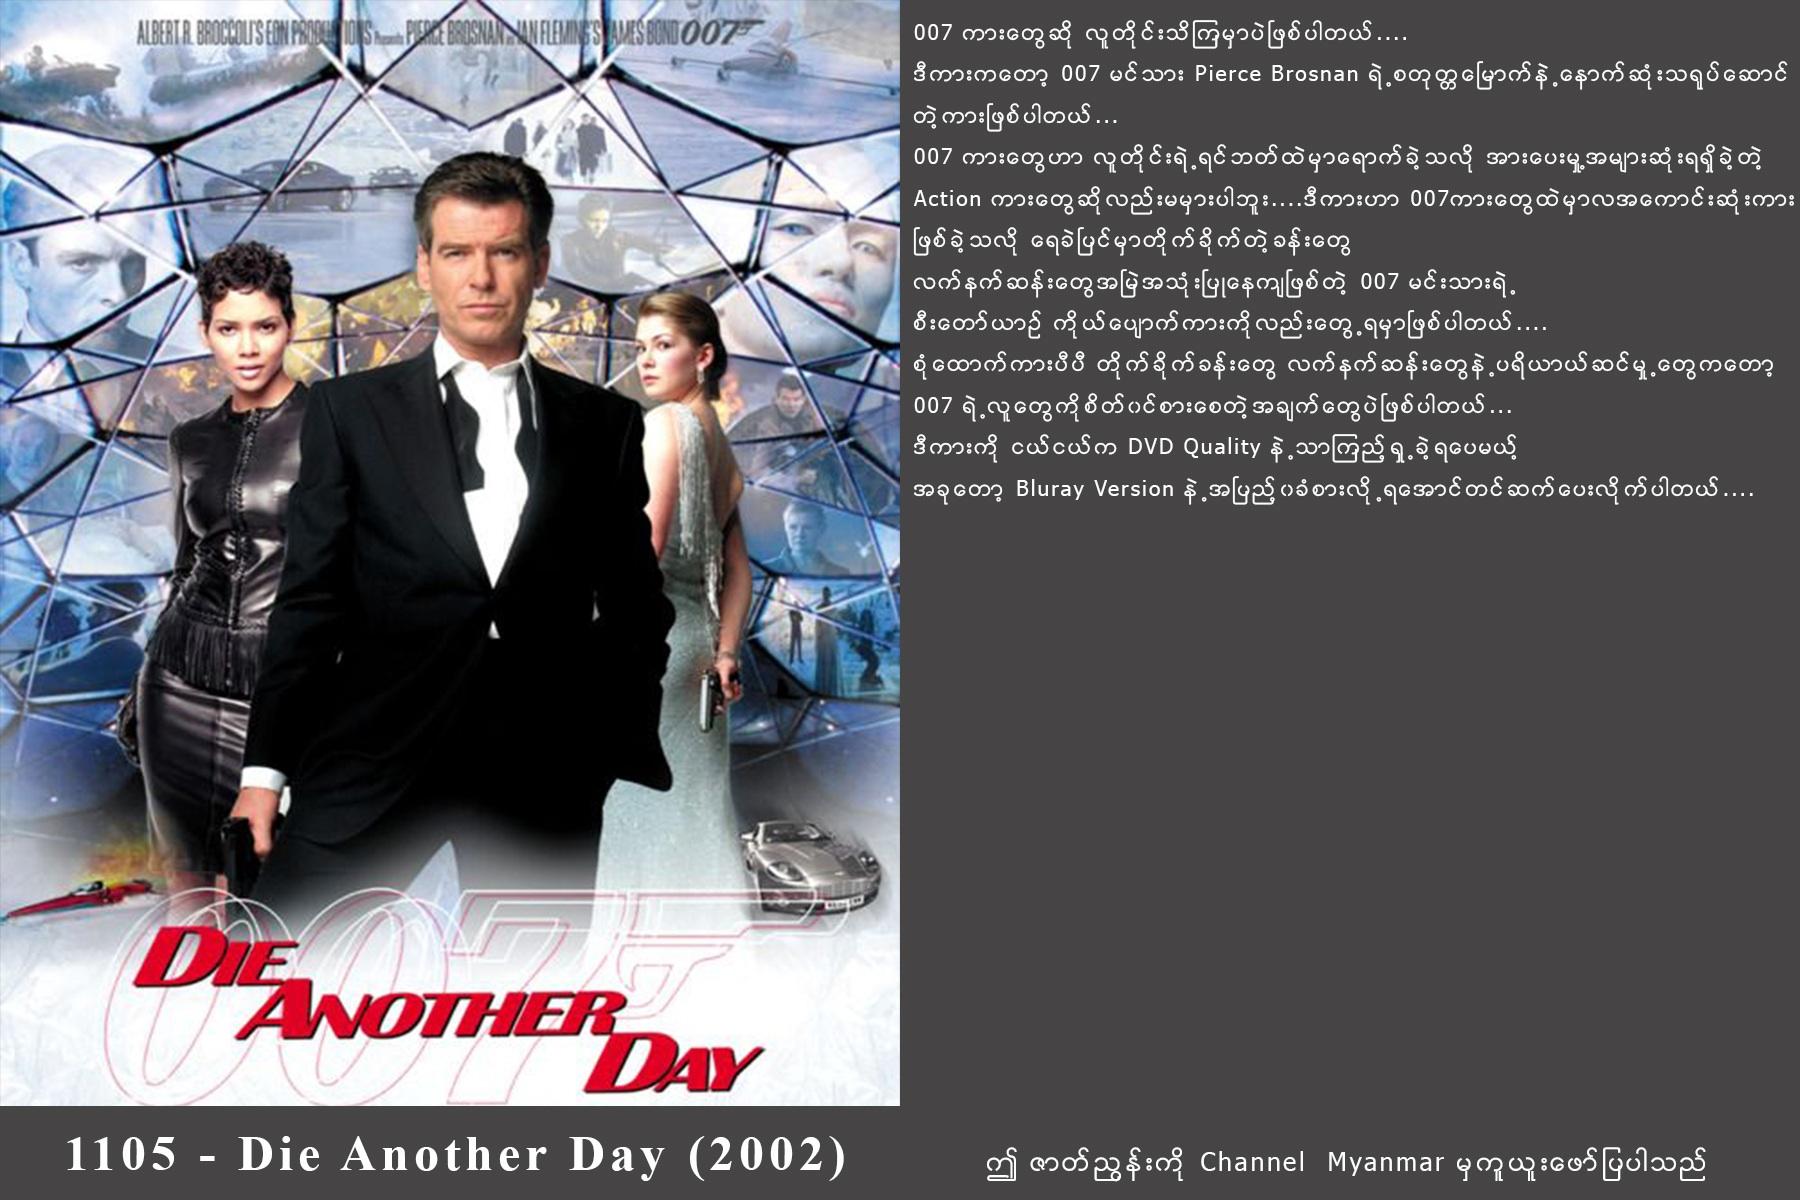 ALBERT R. BROCCOLI'S EON PRODUCTIONS Presents PIERCE BROSNAN as IAN FLEMING'S JAMES BOND 007
007 ကားတွေဆို လူတိုင်းသိကြမှာပဲဖြစ်ပါတယ်....
ဒီကားကတော့ 007 မင်သား Pierce Brosnan ရဲ့စတုတ္ထမြောက်နဲ့နောက်ဆုံးသရုပ်ဆောင်
တဲ့ကားဖြစ်ပါတယ်...
007 ကားတွေဟာ လူတိုင်းရဲ့ရင်ဘတ်ထဲမှာရောက်ခဲ့သလို အားပေးမှု့အများဆုံးရရှိခဲ့တဲ့
Action ကားတွေဆိုလည်းမမှားပါဘူး....ဒီကားဟာ 007ကားတွေထဲမှာလအကောင်းဆုံးကား
ဖြစ်ခဲ့သလို ရေခဲပြင်မှာတိုက်ခိုက်တဲ့ခန်းတွေ
လက်နက်ဆန်းတွေအမြဲအသုံးပြုနေကျဖြစ်တဲ့ 007 မင်းသားရဲ့
စီးတော်ယာဉ် ကိုယ်ပျောက်ကားကိုလည်းတွေ့ရမှာဖြစ်ပါတယ်....
စုံထောက်ကားပီပီ တိုက်ခိုက်ခန်းတွေ လက်နက်ဆန်းတွေနဲ့ပရိယာယ်ဆင်မှု့တွေကတော့
007 ရဲ့လူတွေကိုစိတ်ဝင်စားစေတဲ့အချက်တွေပဲဖြစ်ပါတယ်...
ဒီကားကို ငယ်ငယ်က DVD Quality နဲ့သာကြည့်ရှု့ခဲ့ရပေမယ့်
အခုတော့ Bluray Version နဲ့အပြည့်ဝခံစားလို့ရအောင်တင်ဆက်ပေးလိုက်ပါတယ်....
007
DIE
ANOTHER
DAY
1105 - Die Another Day (2002)
ဤ ဇာတ်ညွှန်းကို Channel Myanmar မှကူယူးဖော်ပြပါသည်